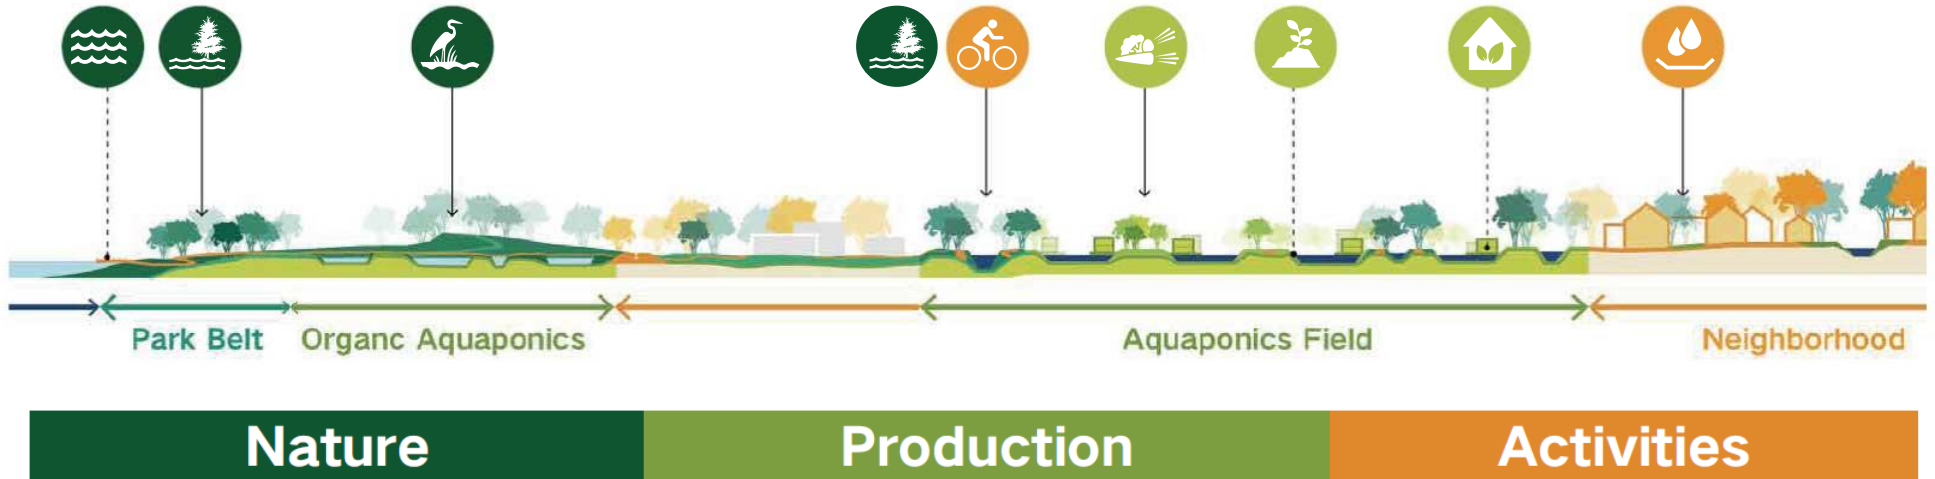 Park Belt
Organc Aquaponics
Aquaponics Field
Neighborhood
Nature
Production
Activities